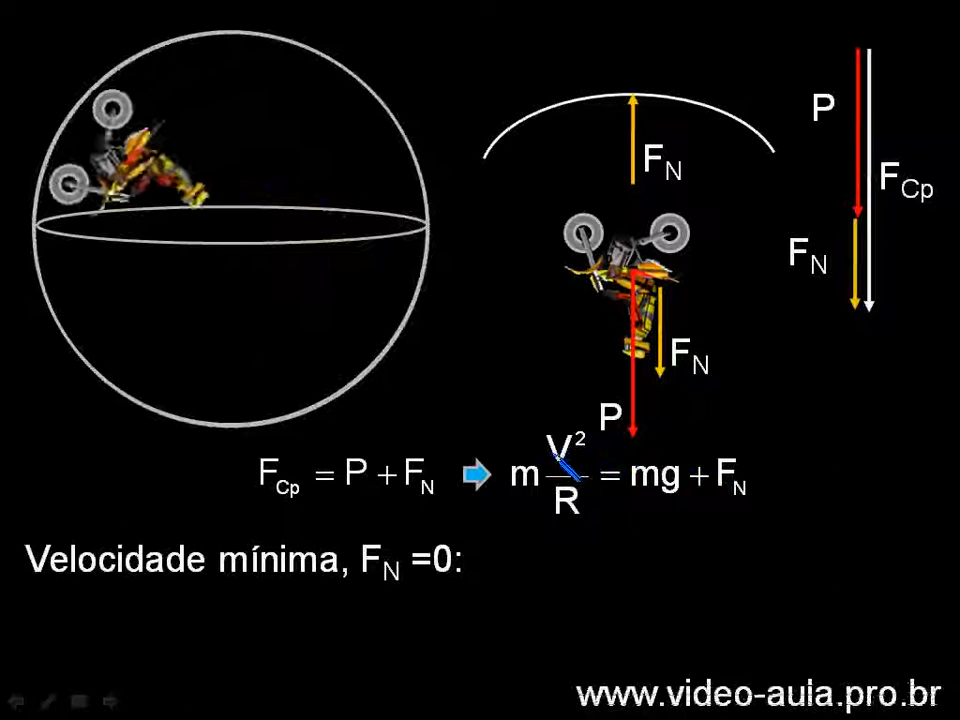 P
F_N
F_Cp
F_N
F_N
P
F_Cp = P + F_N
m V²/R = mg + F_N
Velocidade mínima, F_N =0:
www.video-aula.pro.br